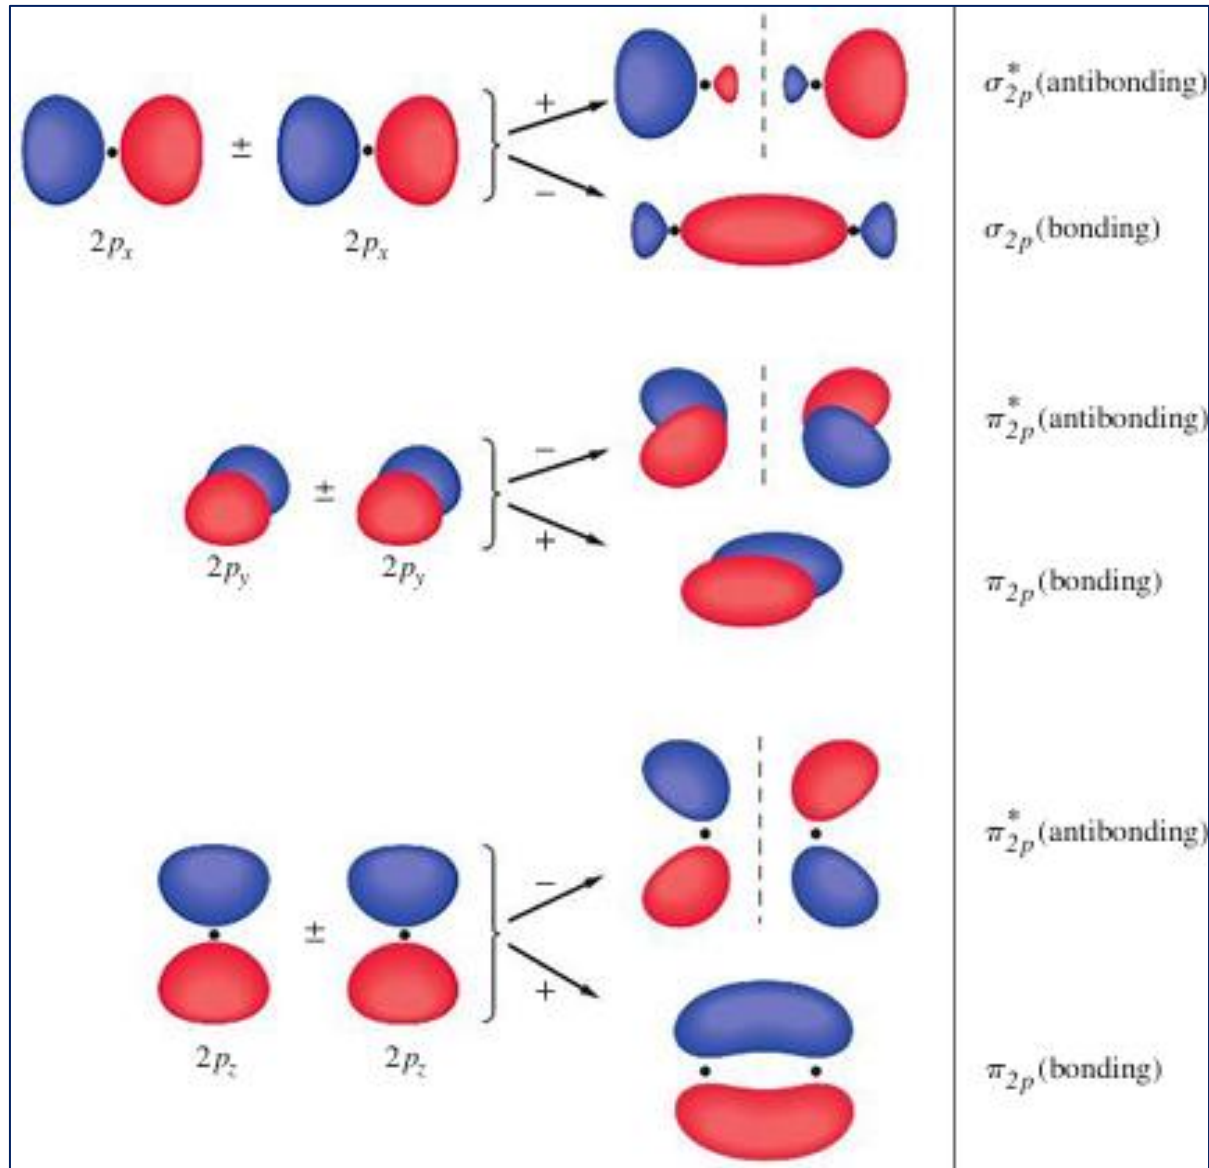 +
σ*2p (antibonding)
±
−
2px 2px
σ2p (bonding)
−
π*2p (antibonding)
±
+
2py 2py
π2p (bonding)
−
π*2p (antibonding)
±
+
2pz 2pz
π2p (bonding)